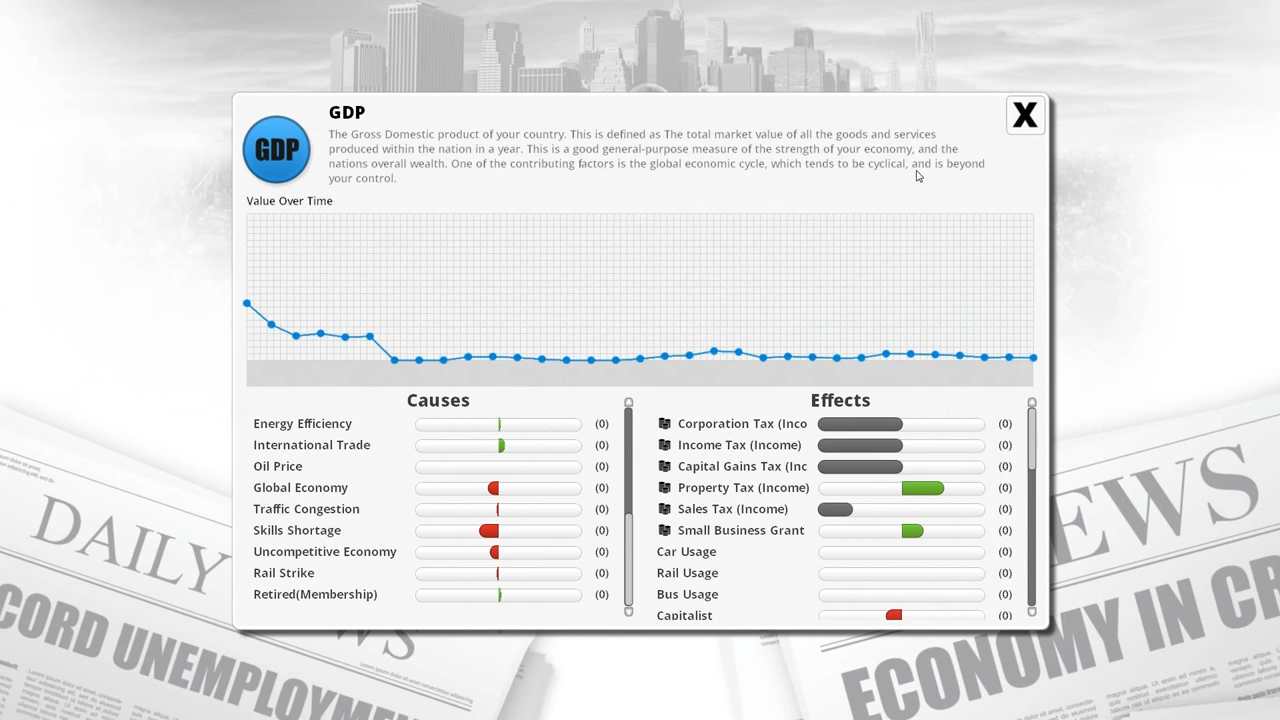 GDP
GDP
The Gross Domestic product of your country. This is defined as The total market value of all the goods and services
produced within the nation in a year. This is a good general-purpose measure of the strength of your economy, and the
nations overall wealth. One of the contributing factors is the global economic cycle, which tends to be cyclical, and is beyond
your control.
X
Value Over Time
Causes
Energy Efficiency (0)
International Trade (0)
Oil Price (0)
Global Economy (0)
Traffic Congestion (0)
Skills Shortage (0)
Uncompetitive Economy (0)
Rail Strike (0)
Retired(Membership) (0)
Effects
Corporation Tax (Inco (0)
Income Tax (Income) (0)
Capital Gains Tax (Inc (0)
Property Tax (Income) (0)
Sales Tax (Income) (0)
Small Business Grant (0)
Car Usage (0)
Rail Usage (0)
Bus Usage (0)
Capitalist (0)
DAILY
WS
CORD UNEMPLOYME
EWS
ECONOMY IN CR